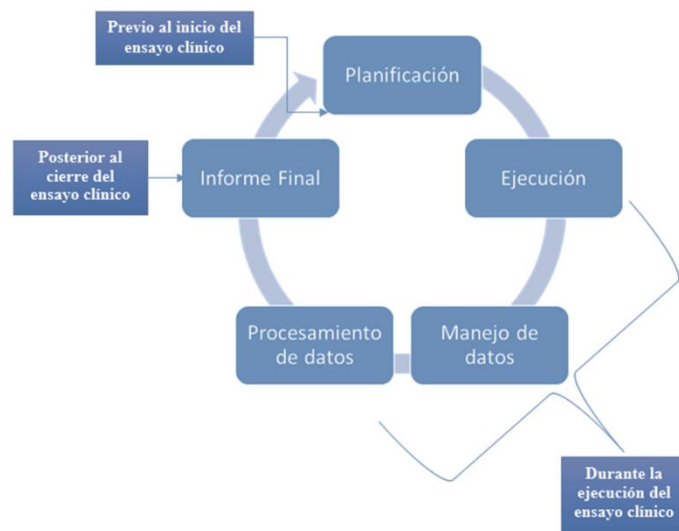 Previo al inicio del
ensayo clínico
Planificación
Posterior al
cierre del
ensayo clínico
Informe Final
Ejecución
Procesamiento
de datos
Manejo de
datos
Durante la
ejecución del
ensayo clínico